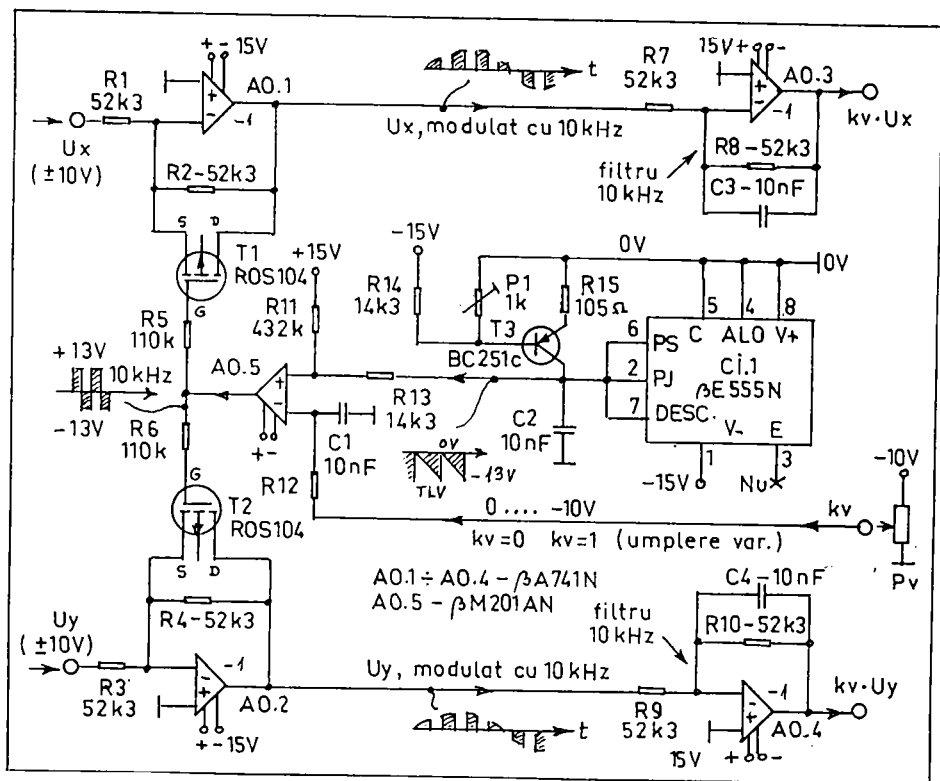 + - 15V
R1
52k3
AO.1
-1
Ux
(±10V)
R2-52k3
S D
T1
ROS104
G
R5
110k
t
Ux, modulat cu 10kHz
R7
52k3
15V + -
AO.3
-1
kv·Ux
R8-52k3
filtru
10kHz
C3-10nF
+15V
R11
432k
-15V
R14
14k3
P1
1k
R15
105Ω
T3
BC251c
0V
0V
5 4 8
C ALO V+
6 PS
2 PJ
7 DESC.
Ci.1
βE555N
V- E
1 3
-15V
Nu
+13V
10kHz
-13V
AO.5
+ -
R6
110k
R13
14k3
C1
10nF
R12
C2
10nF
0V
-13V
TLV
G
T2
ROS104
S D
0 .... -10V
kv=0 kv=1 (umplere var.)
kv
-10V
Pv
AO.1÷AO.4-βA741N
AO.5-βM201AN
R4-52k3
Uy
(±10V)
R3
52k3
-1
AO.2
+ -15V
Uy, modulat cu 10kHz
t
filtru
10kHz
C4-10nF
R10-52k3
R9
52k3
-1
AO.4
15V + -
kv·Uy